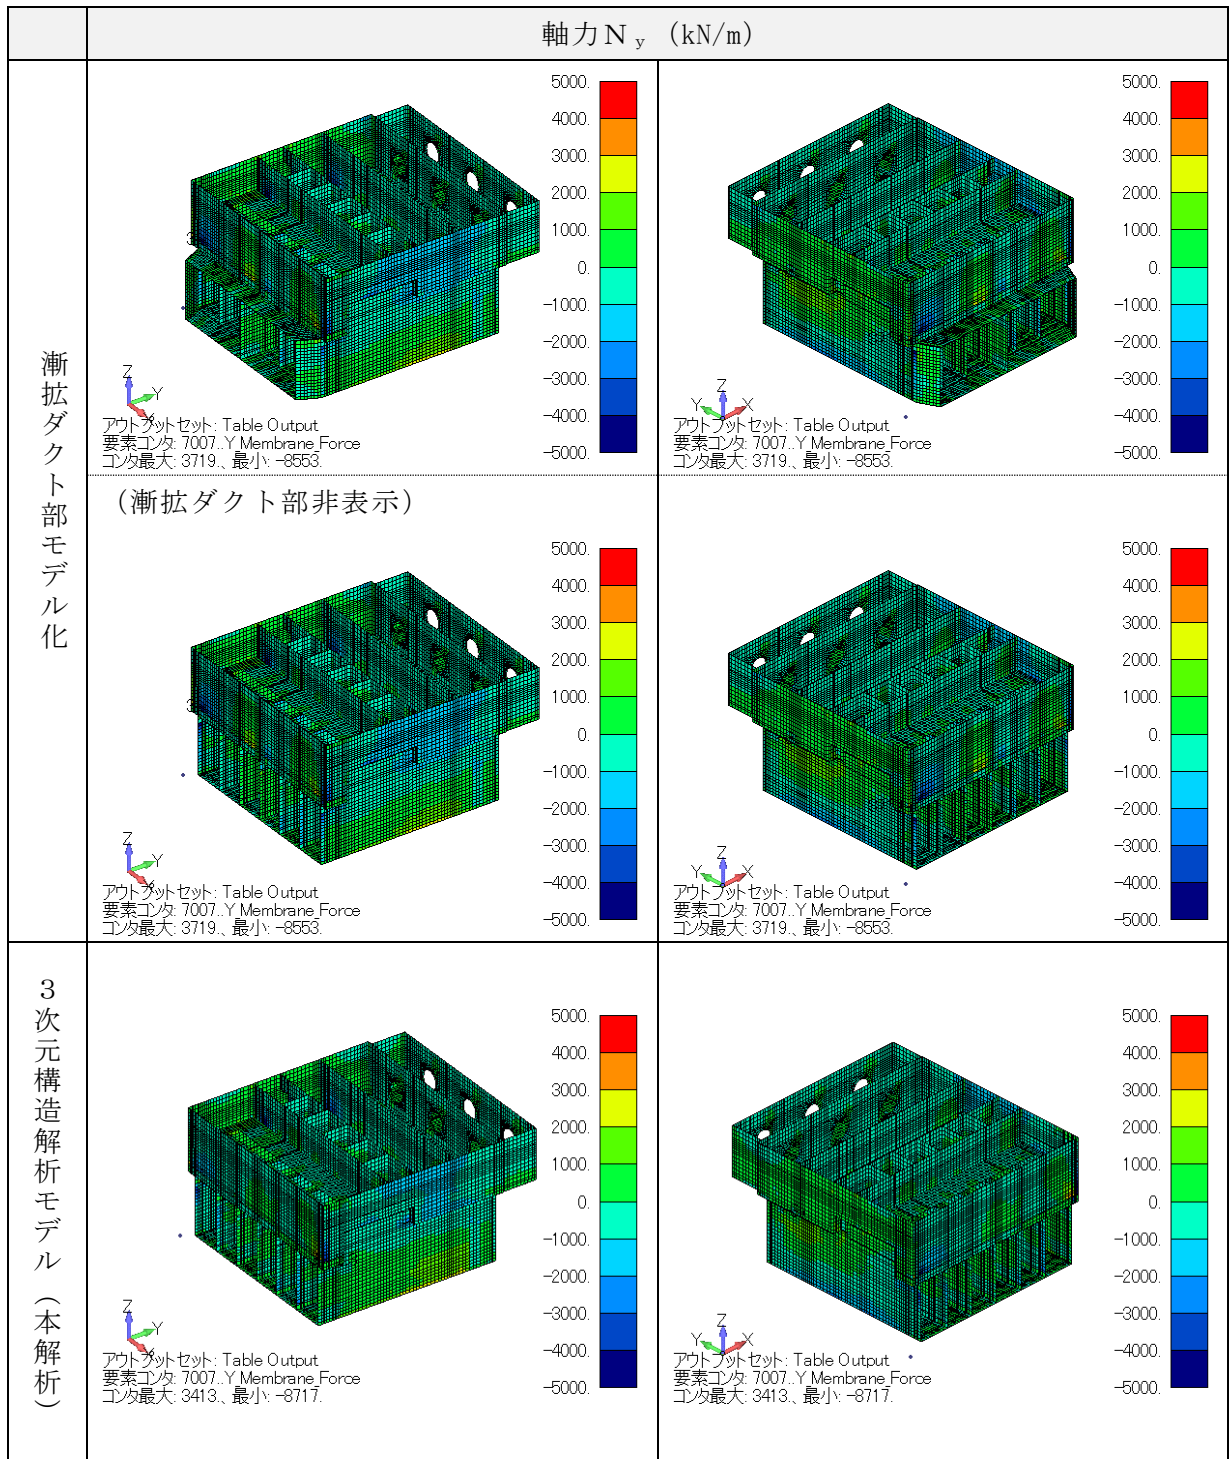 軸力Ｎy (kN/m)
漸拡ダクト部モデル化
5000.
4000.
3000.
2000.
1000.
0.
-1000.
-2000.
-3000.
-4000.
-5000.
Z
Y
X
アウトプットセット: Table Output
要素コンタ: 7007..Y Membrane Force
コンタ最大: 3719.、最小: -8553.
5000.
4000.
3000.
2000.
1000.
0.
-1000.
-2000.
-3000.
-4000.
-5000.
Z
Y
X
アウトプットセット: Table Output
要素コンタ: 7007..Y Membrane Force
コンタ最大: 3719.、最小: -8553.
（漸拡ダクト部非表示）
5000.
4000.
3000.
2000.
1000.
0.
-1000.
-2000.
-3000.
-4000.
-5000.
Z
Y
X
アウトプットセット: Table Output
要素コンタ: 7007..Y Membrane Force
コンタ最大: 3719.、最小: -8553.
5000.
4000.
3000.
2000.
1000.
0.
-1000.
-2000.
-3000.
-4000.
-5000.
Z
Y
X
アウトプットセット: Table Output
要素コンタ: 7007..Y Membrane Force
コンタ最大: 3719.、最小: -8553.
３次元構造解析モデル（本解析）
5000.
4000.
3000.
2000.
1000.
0.
-1000.
-2000.
-3000.
-4000.
-5000.
Z
Y
X
アウトプットセット: Table Output
要素コンタ: 7007..Y Membrane Force
コンタ最大: 3413.、最小: -8717.
5000.
4000.
3000.
2000.
1000.
0.
-1000.
-2000.
-3000.
-4000.
-5000.
Z
Y
X
アウトプットセット: Table Output
要素コンタ: 7007..Y Membrane Force
コンタ最大: 3413.、最小: -8717.